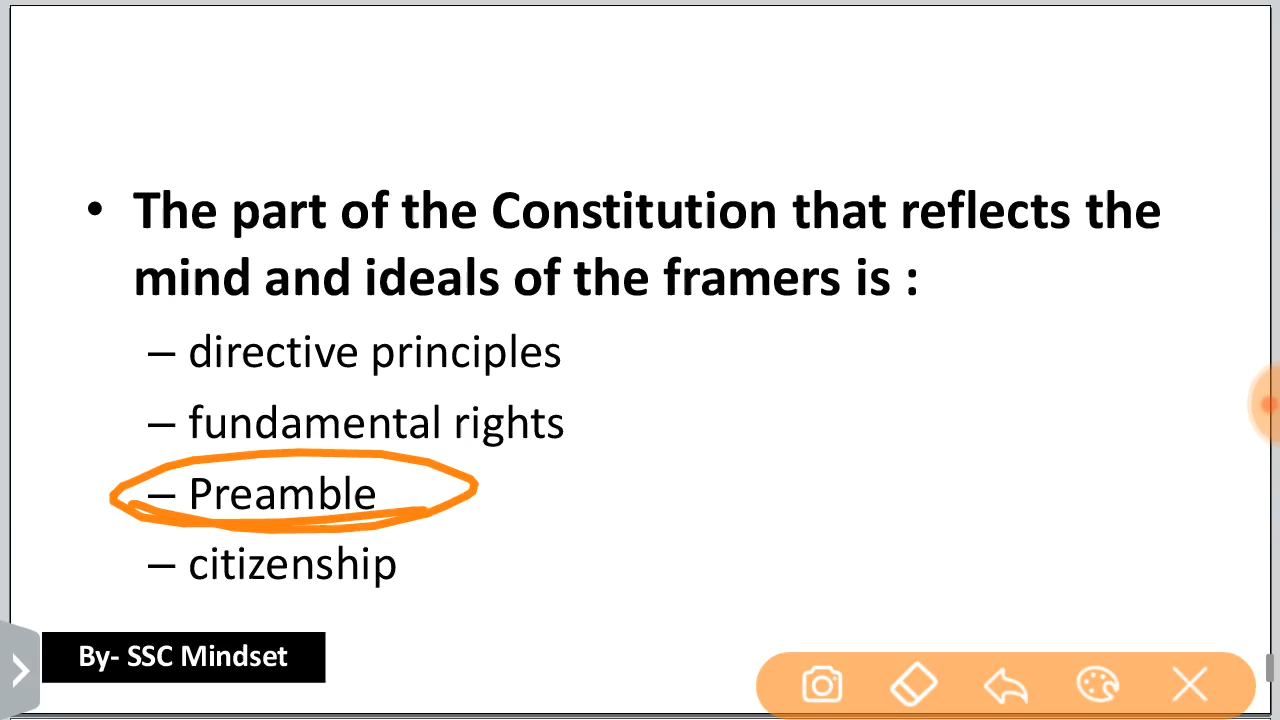 • The part of the Constitution that reflects the
mind and ideals of the framers is :
– directive principles
– fundamental rights
– Preamble
– citizenship
By- SSC Mindset